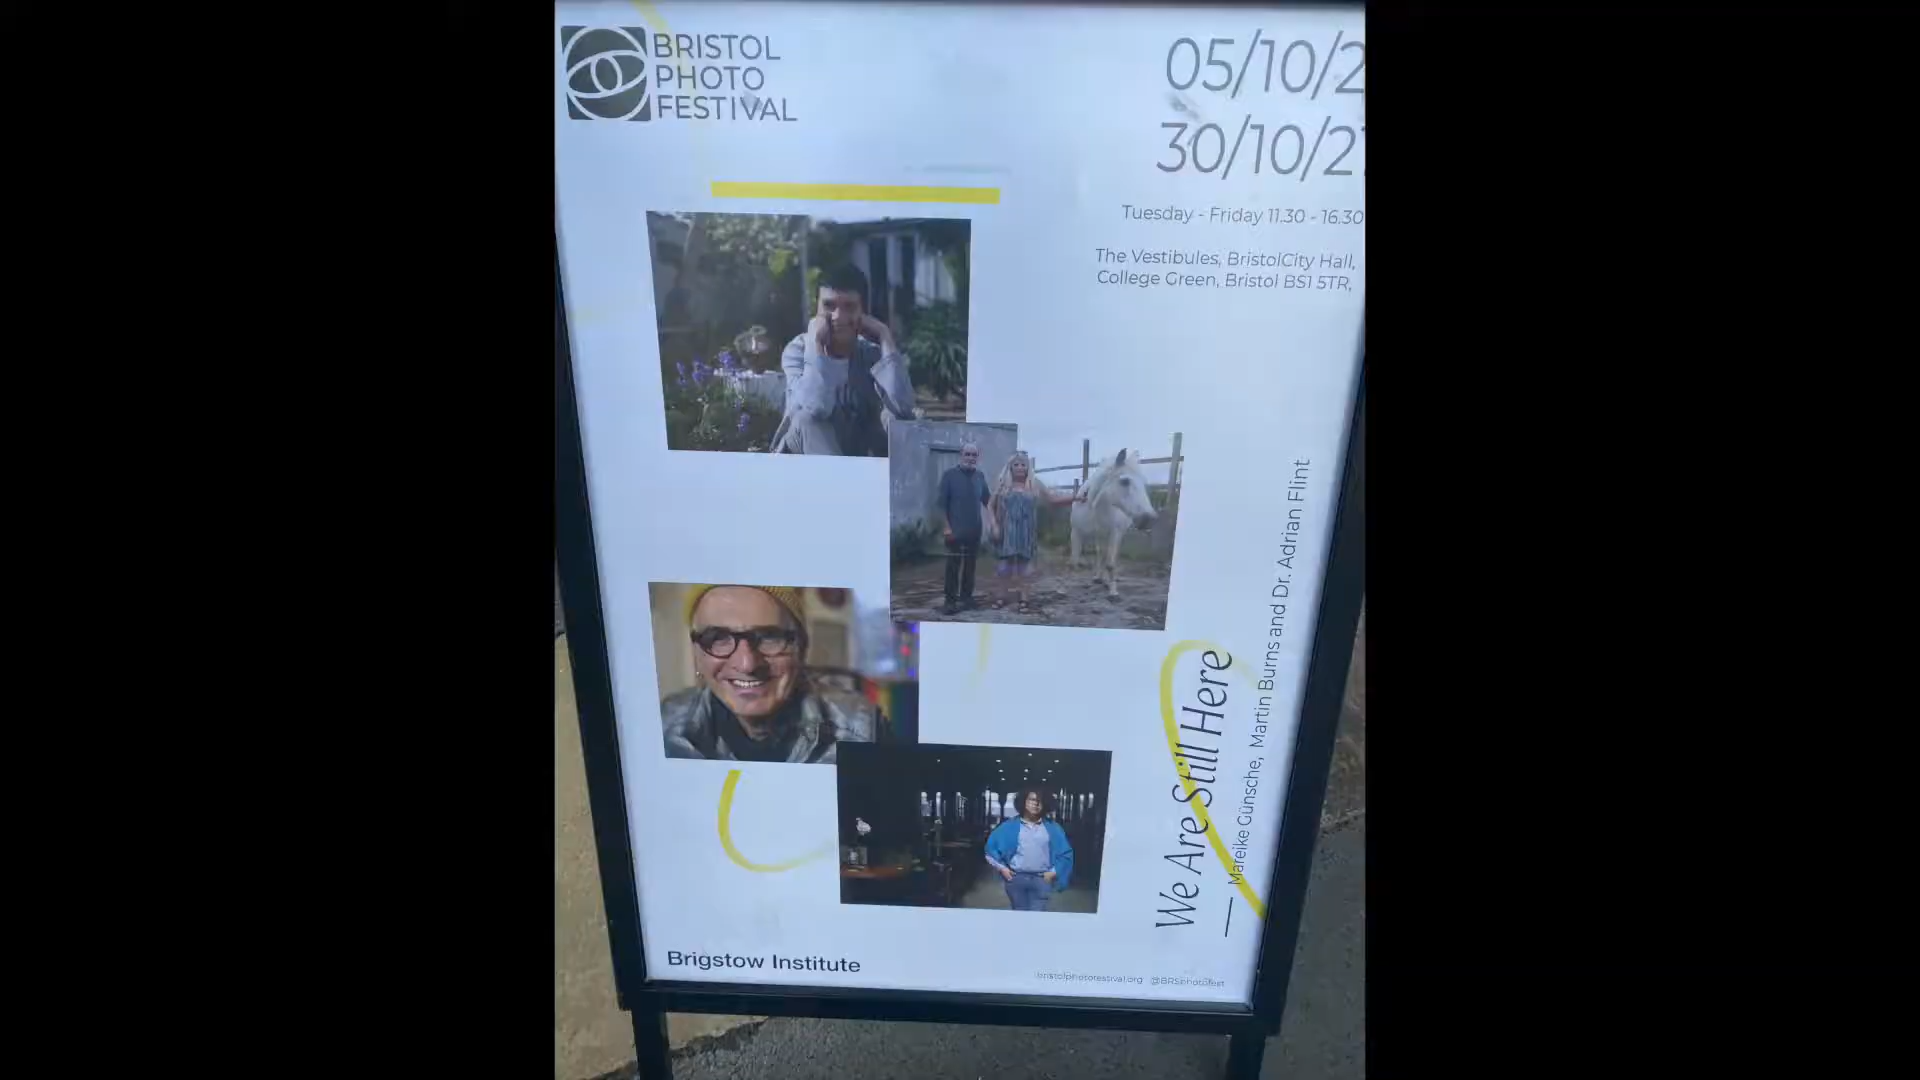 BRISTOL
PHOTO
FESTIVAL
05/10/2
30/10/21
Tuesday - Friday 11.30 - 16.30
The Vestibules, BristolCity Hall,
College Green, Bristol BS1 5TR,
We Are Still Here
Mareike Günsche, Martin Burns and Dr. Adrian Flint
Brigstow Institute
bristolphotofestival.org @BRSphotofest